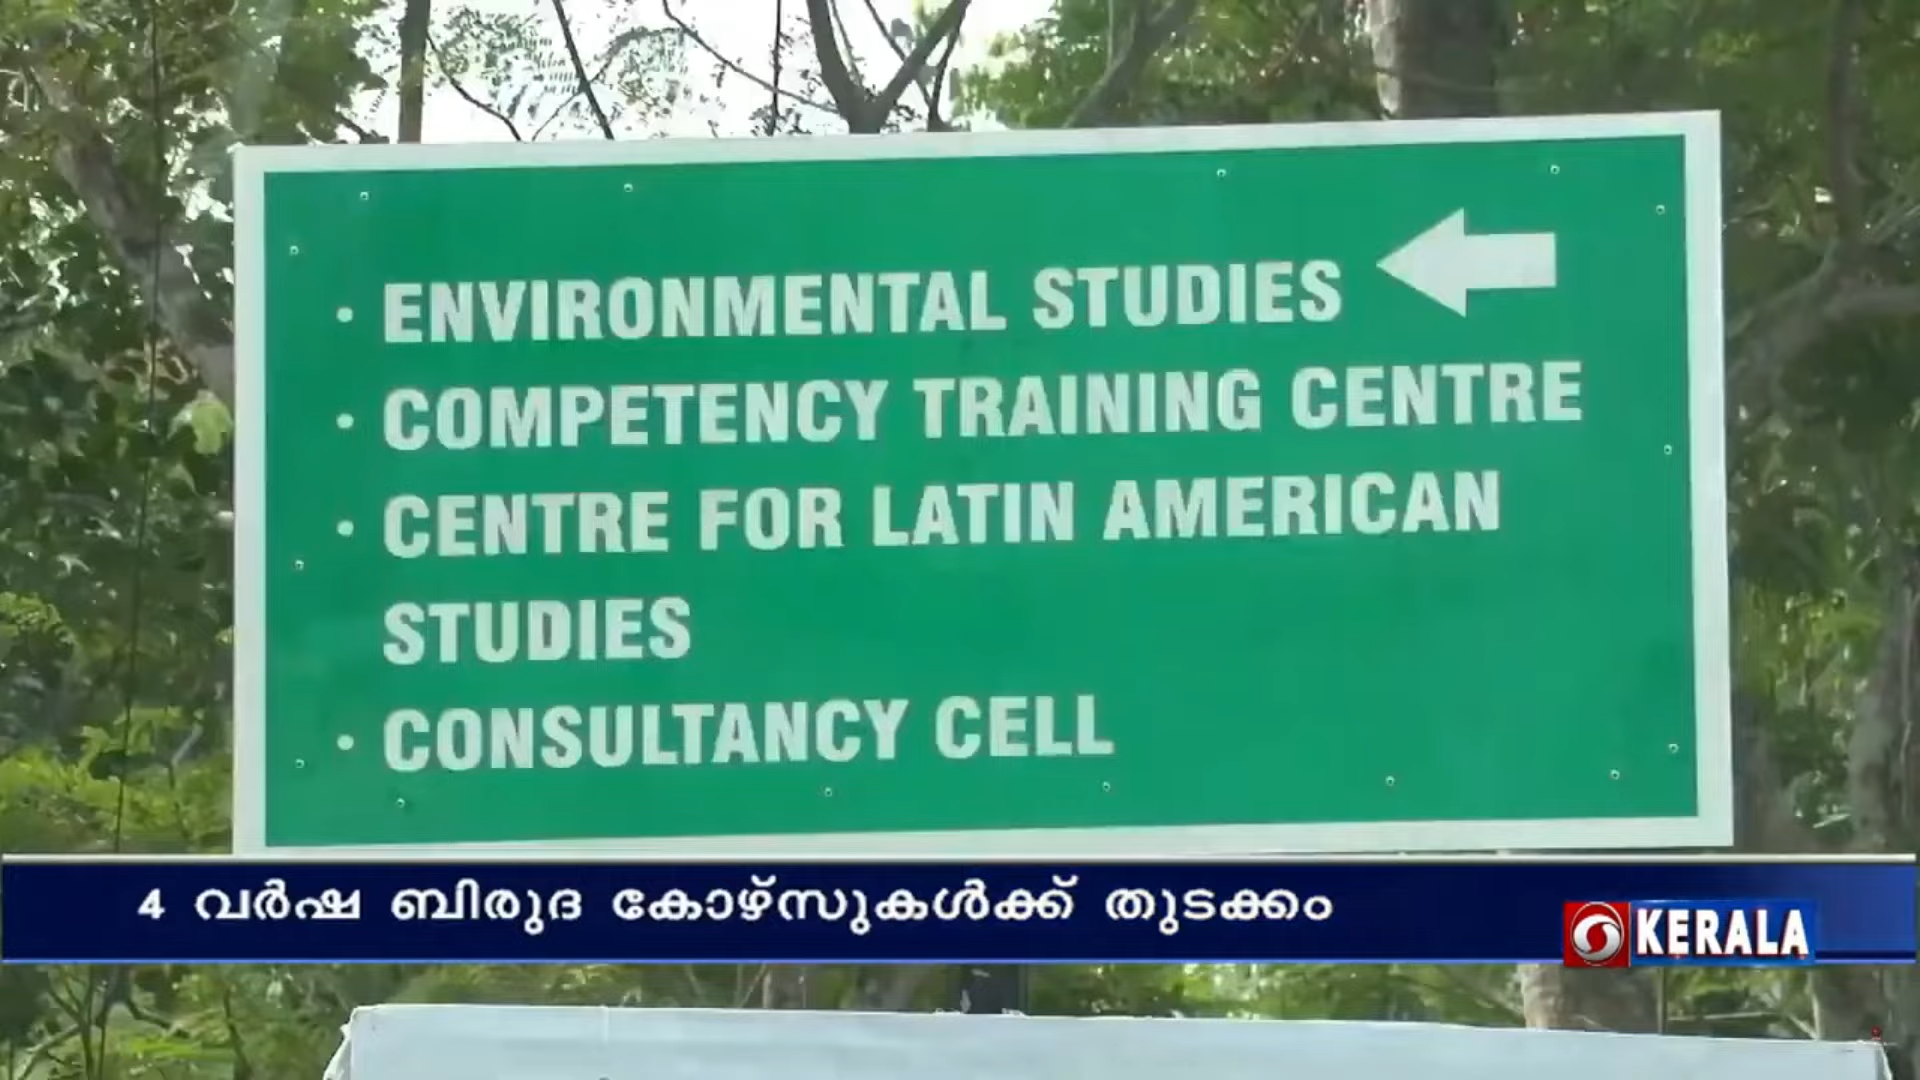 • ENVIRONMENTAL STUDIES
• COMPETENCY TRAINING CENTRE
• CENTRE FOR LATIN AMERICAN
STUDIES
• CONSULTANCY CELL
4 വർഷ ബിരുദ കോഴ്സുകൾക്ക് തുടക്കം
KERALA